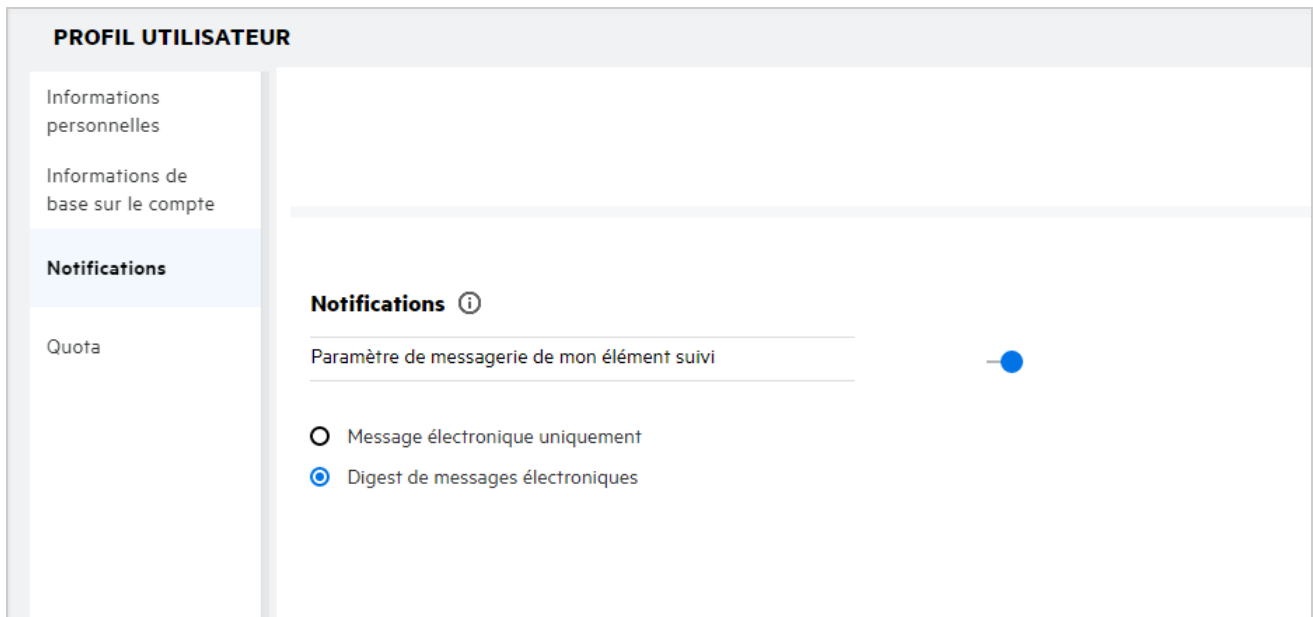 PROFIL UTILISATEUR
Informations
personnelles
Informations de
base sur le compte
Notifications
Quota
Notifications
Paramètre de messagerie de mon élément suivi
Message électronique uniquement
Digest de messages électroniques